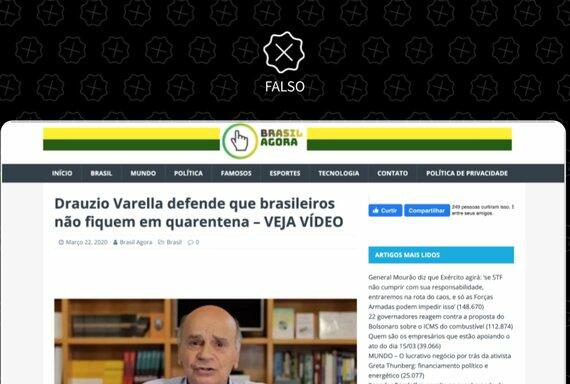 FALSO
BRASIL
AGORA
INÍCIO BRASIL MUNDO POLÍTICA FAMOSOS ESPORTES TECNOLOGIA CONTATO POLÍTICA DE PRIVACIDADE
Drauzio Varella defende que brasileiros
não fiquem em quarentena – VEJA VÍDEO
Março 22, 2020 Brasil Agora Brasil 0
Curtir Compartilhar 249 pessoas curtiram isso.
entre seus amigos.
ARTIGOS MAIS LIDOS
General Mourão diz que Exército agirá: 'se STF
não cumprir com sua responsabilidade,
entraremos na rota do caos, e só as Forças
Armadas podem impedir isso' (148.670)
22 governadores reagem contra a proposta do
Bolsonaro sobre o ICMS do combustível (112.874)
Quem são os empresários que estão apoiando o
ato do dia 15/03 (39.066)
MUNDO – O lucrativo negócio por trás da ativista
Greta Thunberg: financiamento político e
energético (25.077)